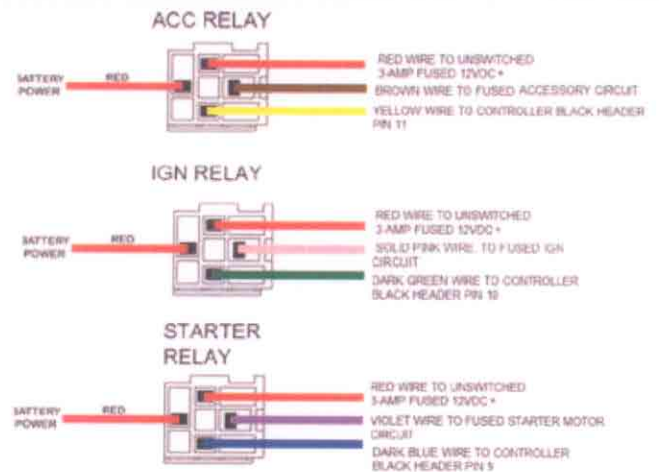 ACC RELAY
RED WIRE TO UNSWITCHED
3-AMP FUSED 12VDC +
BATTERY
POWER
RED
BROWN WIRE TO FUSED ACCESSORY CIRCUIT
YELLOW WIRE TO CONTROLLER BLACK HEADER
PIN 11
IGN RELAY
RED WIRE TO UNSWITCHED
3-AMP FUSED 12VDC +
BATTERY
POWER
RED
SOLID PINK WIRE, TO FUSED IGN
CIRCUIT
DARK GREEN WIRE TO CONTROLLER
BLACK HEADER PIN 10
STARTER
RELAY
RED WIRE TO UNSWITCHED
3-AMP FUSED 12VDC +
BATTERY
POWER
RED
VIOLET WIRE TO FUSED STARTER MOTOR
CIRCUIT
DARK BLUE WIRE TO CONTROLLER
BLACK HEADER PIN 9